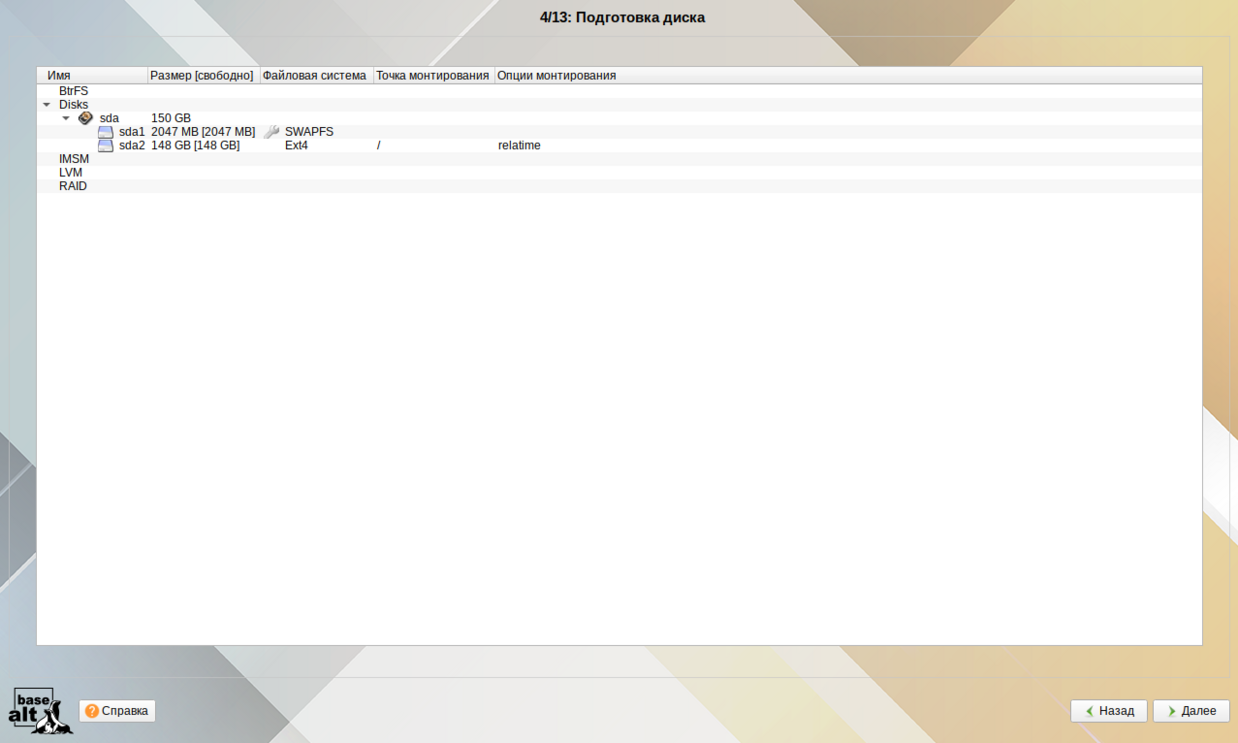 4/13: Подготовка диска
Имя Размер [свободно] Файловая система Точка монтирования Опции монтирования
BtrFS
Disks
sda 150 GB
sda1 2047 MB [2047 MB] SWAPFS
sda2 148 GB [148 GB] Ext4 / relatime
IMSM
LVM
RAID
base
alt
Справка Назад Далее